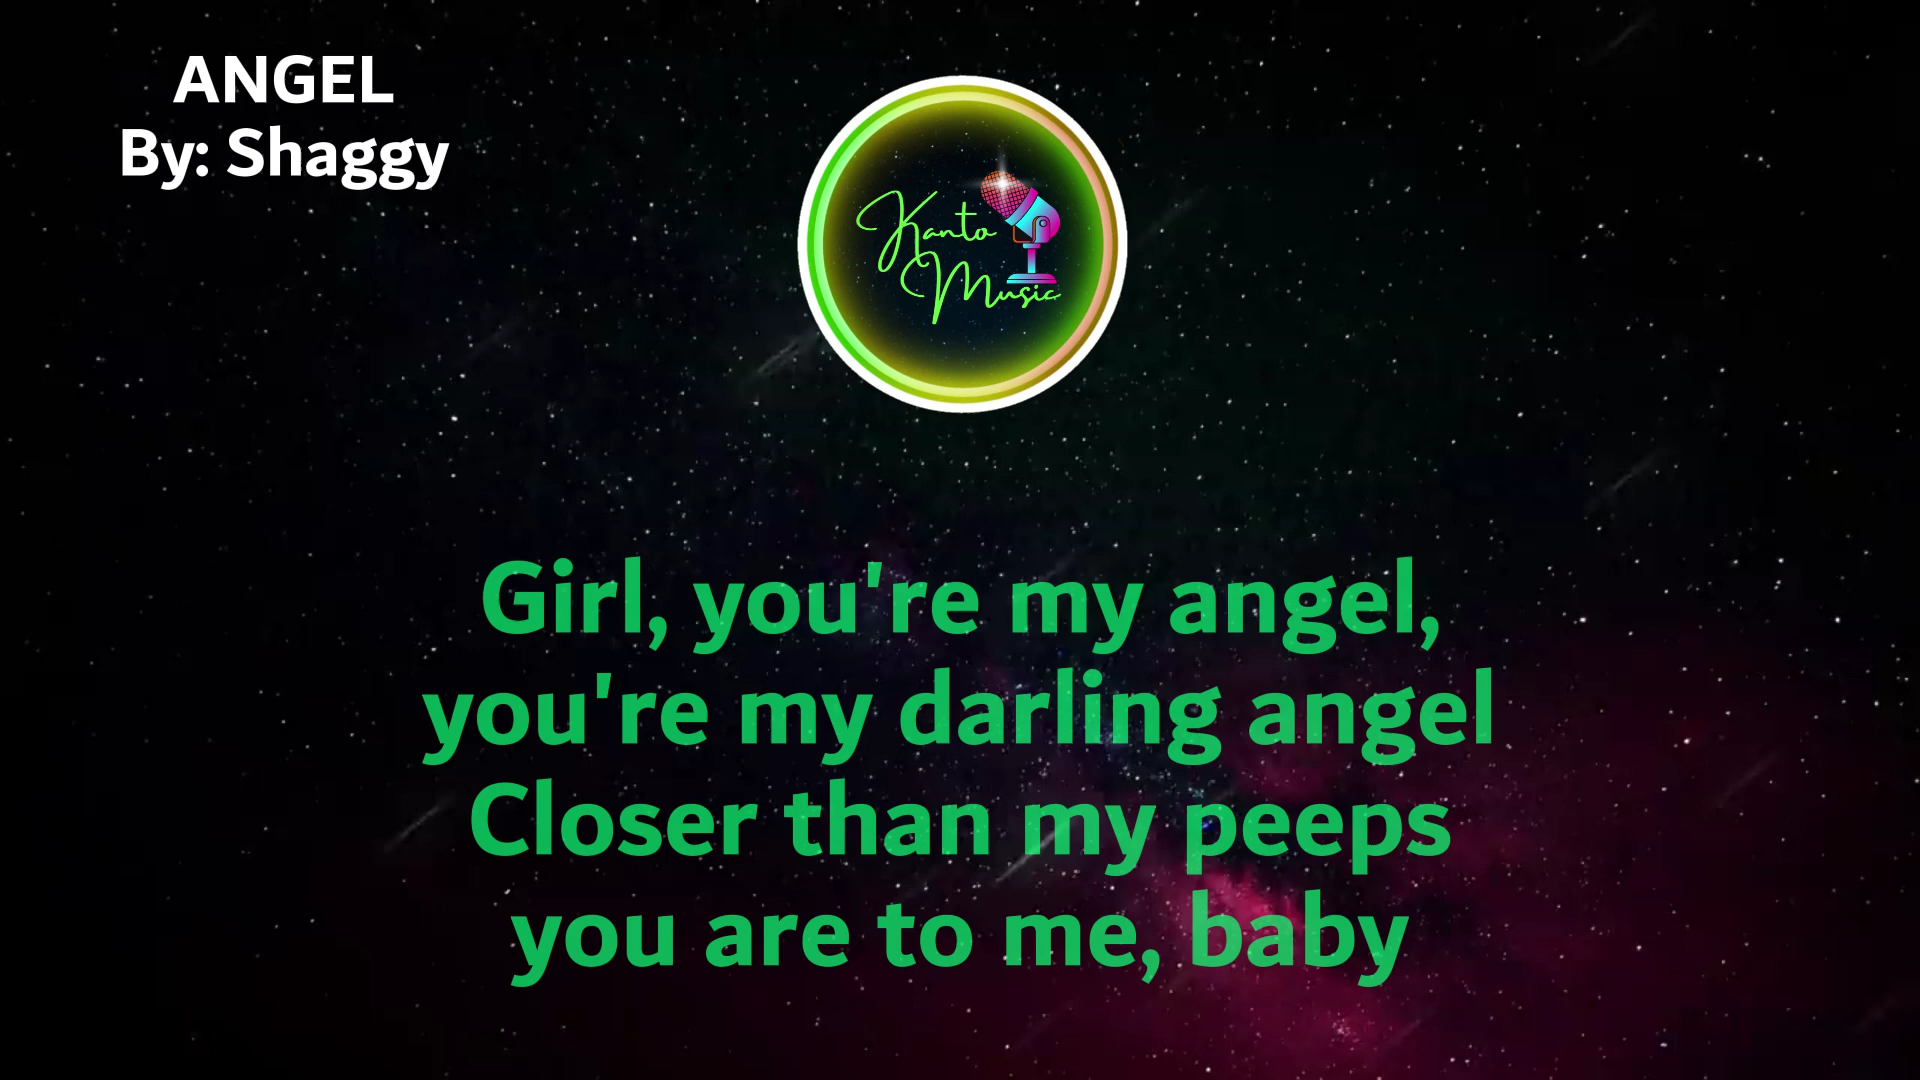 ANGEL
By: Shaggy
Kanto
Music
Girl, you're my angel,
you're my darling angel
Closer than my peeps
you are to me, baby